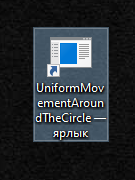 UniformMov
ementAroun
dTheCircle —
ярлык